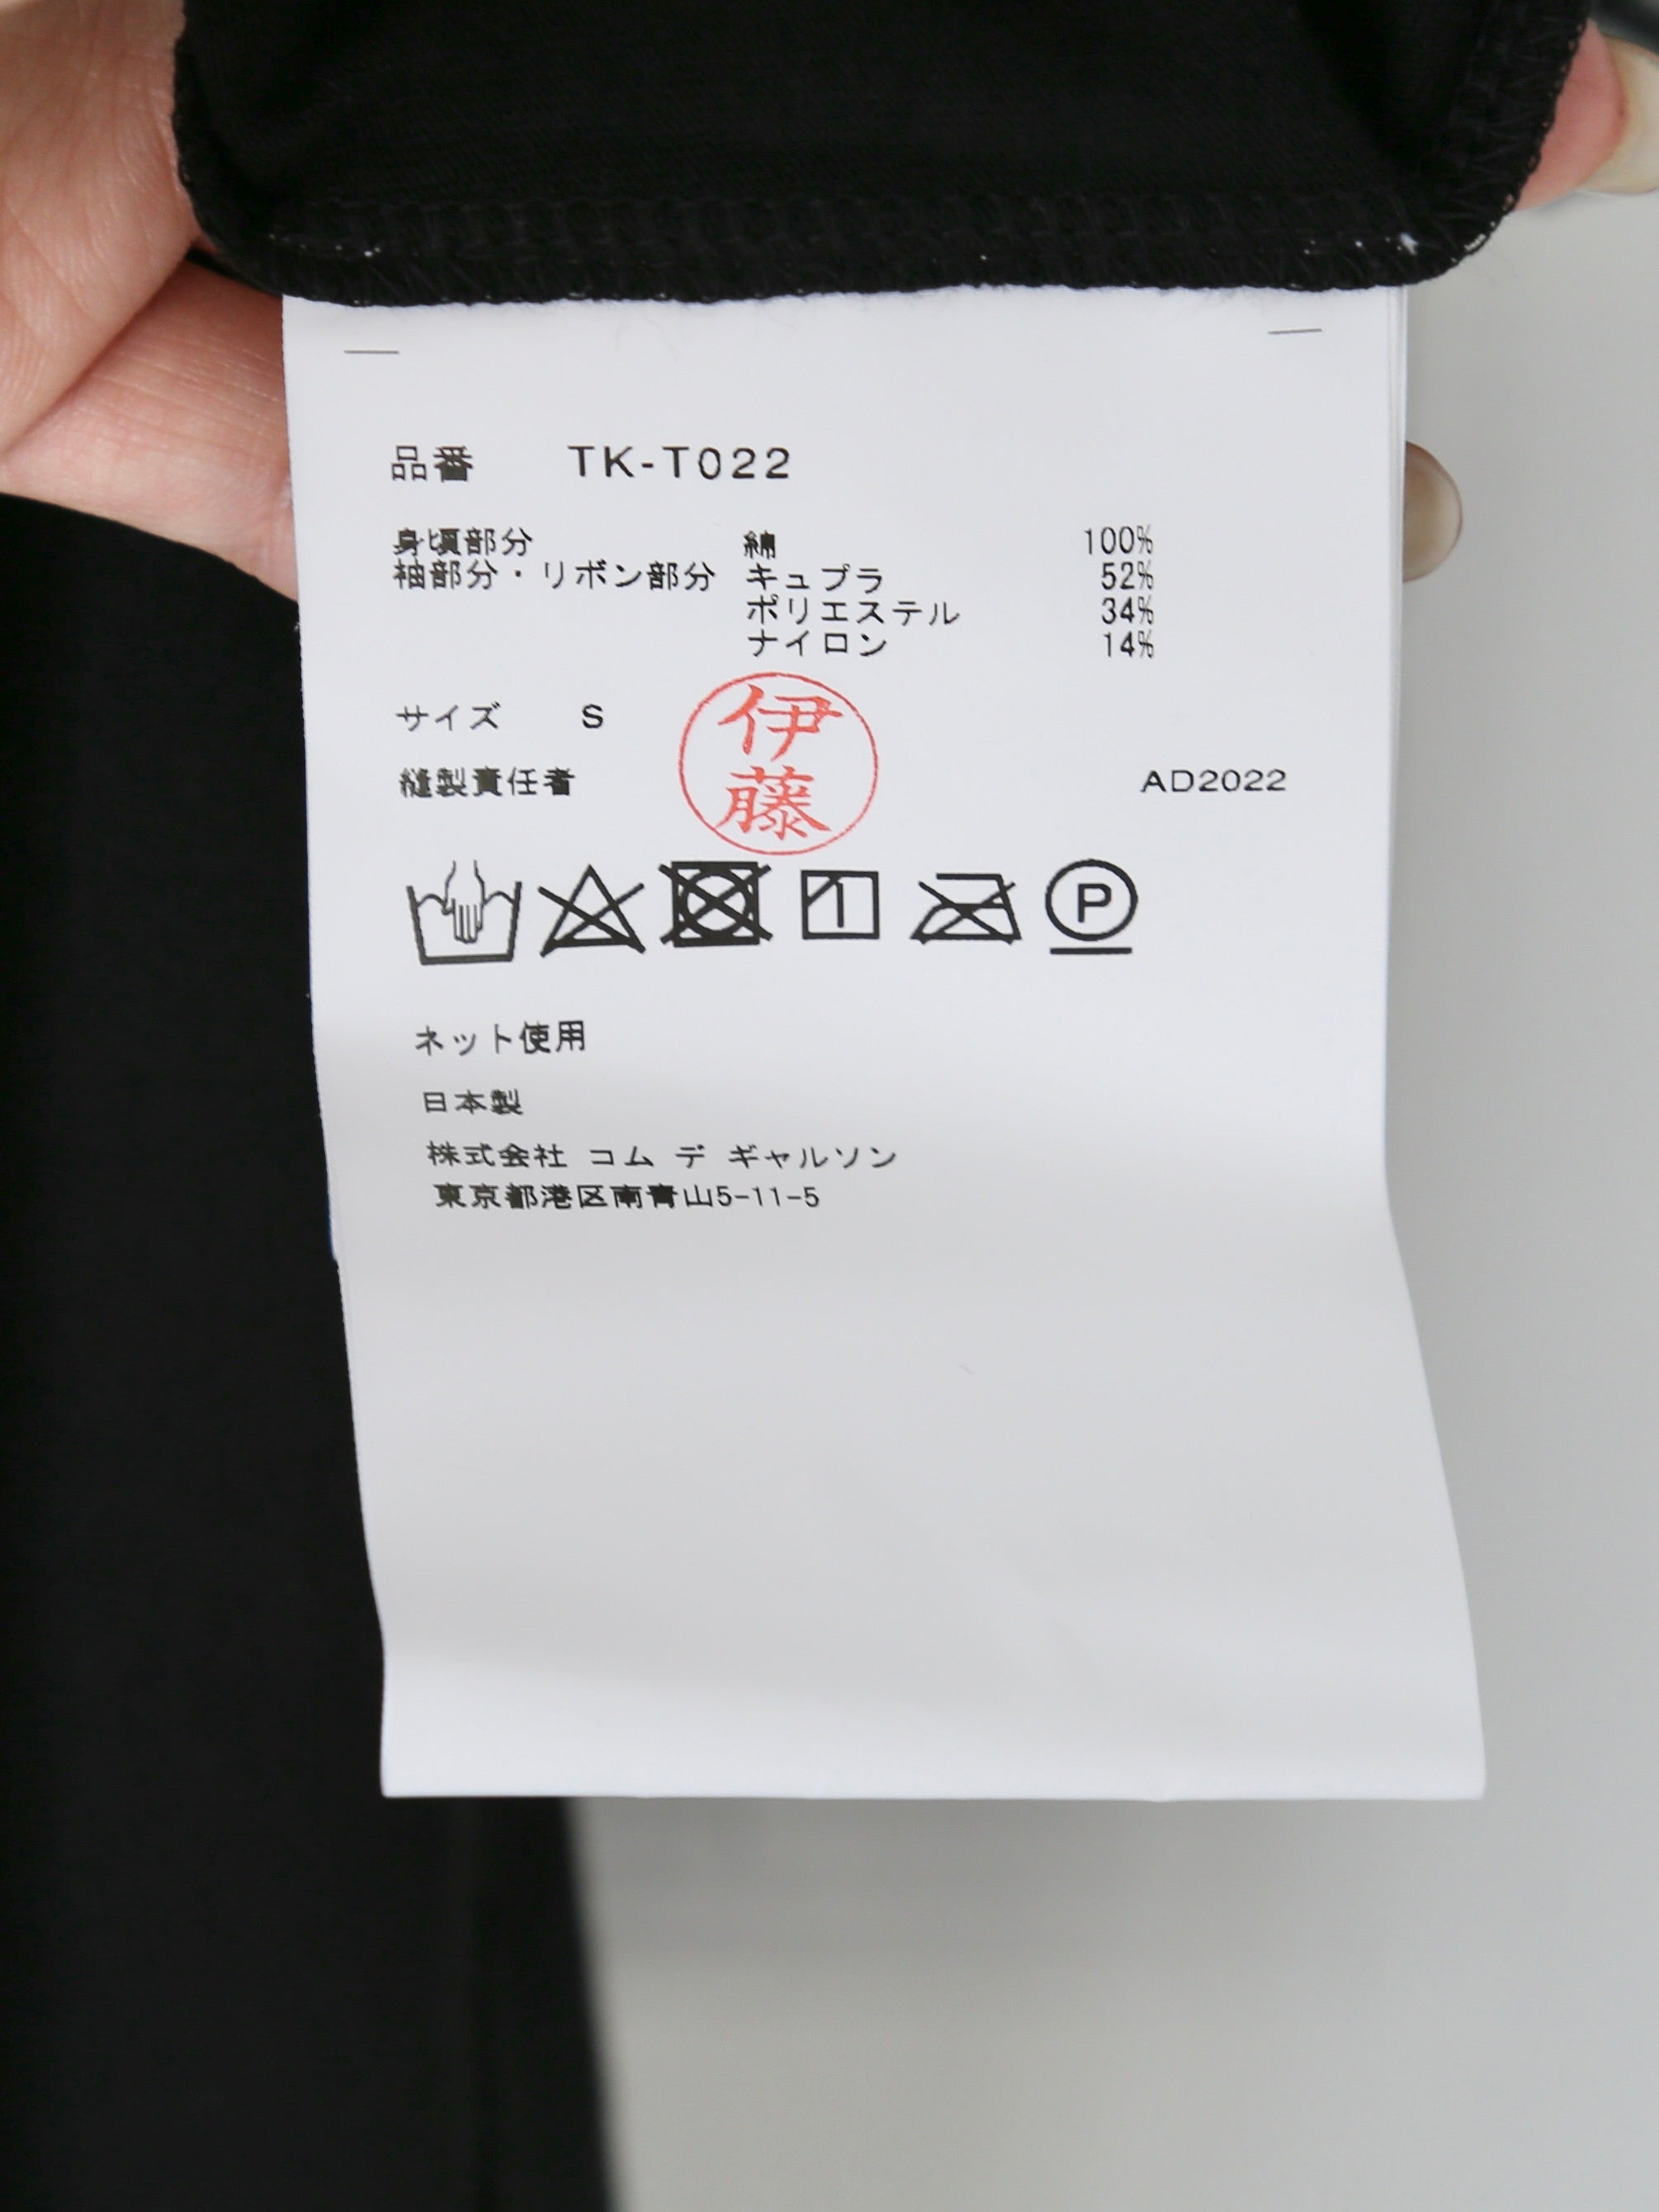 品番 TK-T022
身頃部分 綿 100%
袖部分・リボン部分 キュプラ 52%
ポリエステル 34%
ナイロン 14%
サイズ S
伊藤
縫製責任者 AD2022
1
P
ネット使用
日本製
株式会社 コム デ ギャルソン
東京都港区南青山5-11-5